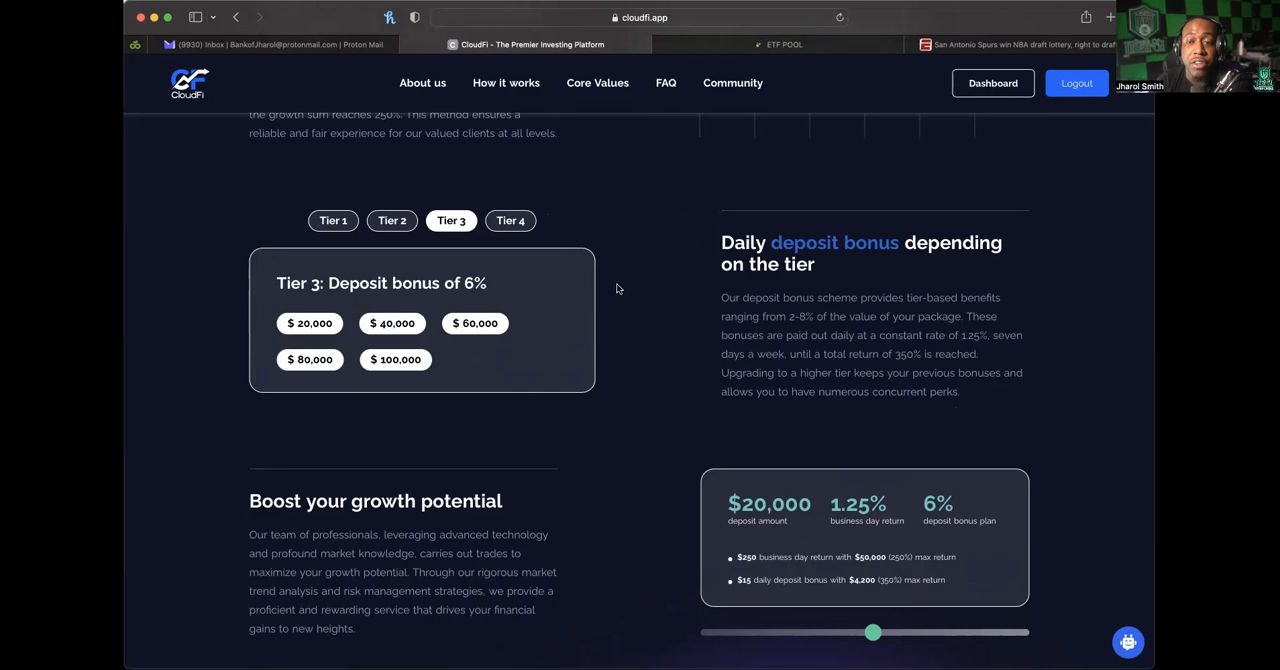 cloudfi.app
(9930) Inbox | BankofJharol@protonmail.com | Proton Mail
C CloudFi - The Premier Investing Platform
ETF POOL
San Antonio Spurs win NBA draft lottery, right to draf
Jharol Smith
CF
CloudFi
About us
How it works
Core Values
FAQ
Community
Dashboard
Logout
the growth sum reaches 250%. This method ensures a
reliable and fair experience for our valued clients at all levels.
Tier 1
Tier 2
Tier 3
Tier 4
Tier 3: Deposit bonus of 6%
$ 20,000
$ 40,000
$ 60,000
$ 80,000
$ 100,000
Daily deposit bonus depending
on the tier
Our deposit bonus scheme provides tier-based benefits
ranging from 2-8% of the value of your package. These
bonuses are paid out daily at a constant rate of 1.25%, seven
days a week, until a total return of 350% is reached.
Upgrading to a higher tier keeps your previous bonuses and
allows you to have numerous concurrent perks.
Boost your growth potential
Our team of professionals, leveraging advanced technology
and profound market knowledge, carries out trades to
maximize your growth potential. Through our rigorous market
trend analysis and risk management strategies, we provide a
proficient and rewarding service that drives your financial
gains to new heights.
$20,000
deposit amount
1.25%
business day return
6%
deposit bonus plan
$250 business day return with $50,000 (250%) max return
$15 daily deposit bonus with $4,200 (350%) max return